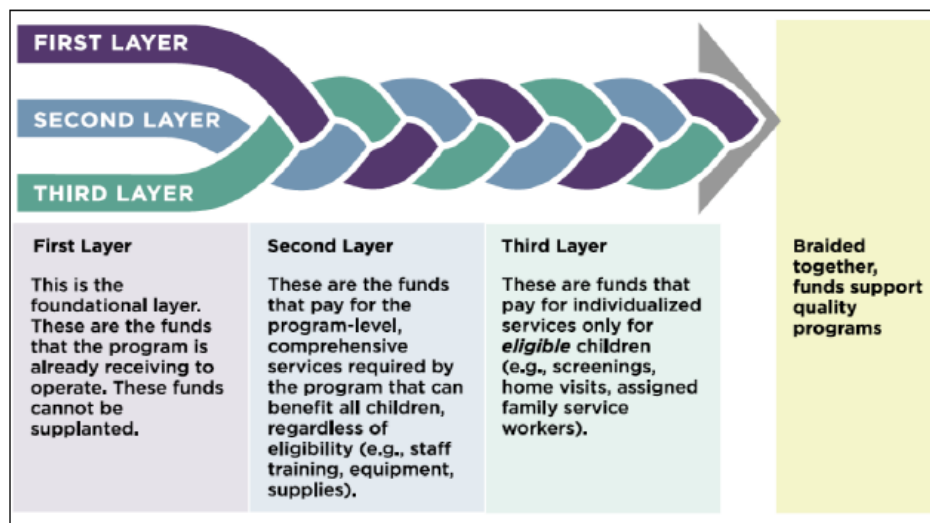 FIRST LAYER
SECOND LAYER
THIRD LAYER
First Layer
This is the
foundational layer.
These are the funds
that the program is
already receiving to
operate. These funds
cannot be
supplanted.
Second Layer
These are the funds
that pay for the
program-level,
comprehensive
services required by
the program that can
benefit all children,
regardless of
eligibility (e.g., staff
training, equipment,
supplies).
Third Layer
These are funds that
pay for individualized
services only for
eligible children
(e.g., screenings,
home visits, assigned
family service
workers).
Braided
together,
funds support
quality
programs